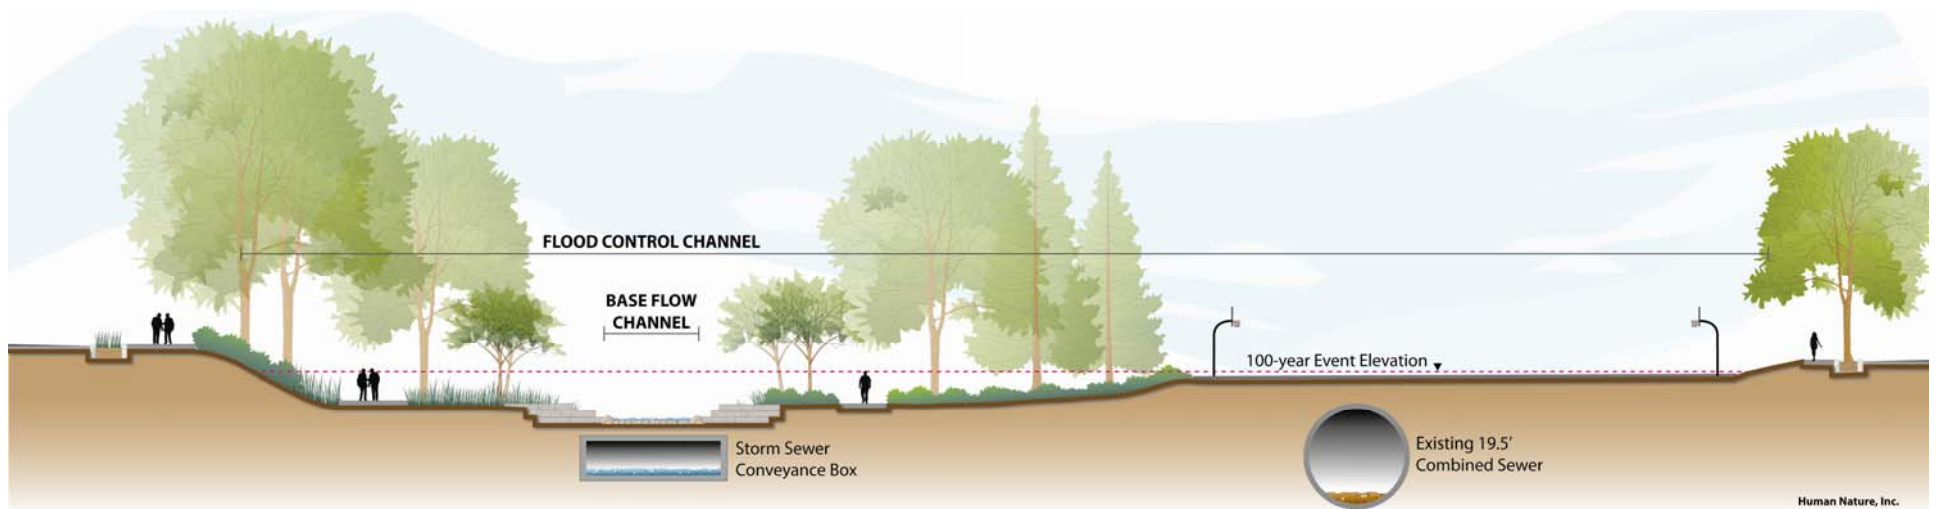 FLOOD CONTROL CHANNEL
BASE FLOW
CHANNEL
100-year Event Elevation
Storm Sewer
Conveyance Box
Existing 19.5'
Combined Sewer
Human Nature, Inc.